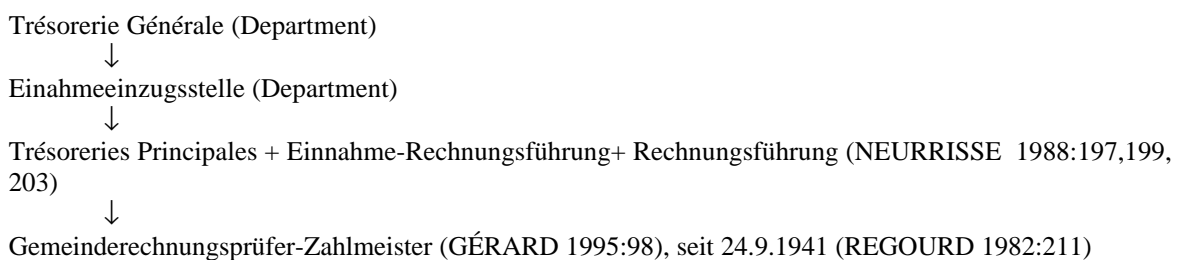 Trésorerie Générale (Department)
↓
Einahmeeinzugsstelle (Department)
↓
Trésoreries Principales + Einnahme-Rechnungsführung+ Rechnungsführung (NEURRISSE 1988:197,199,
203)
↓
Gemeinderechnungsprüfer-Zahlmeister (GÉRARD 1995:98), seit 24.9.1941 (REGOURD 1982:211)